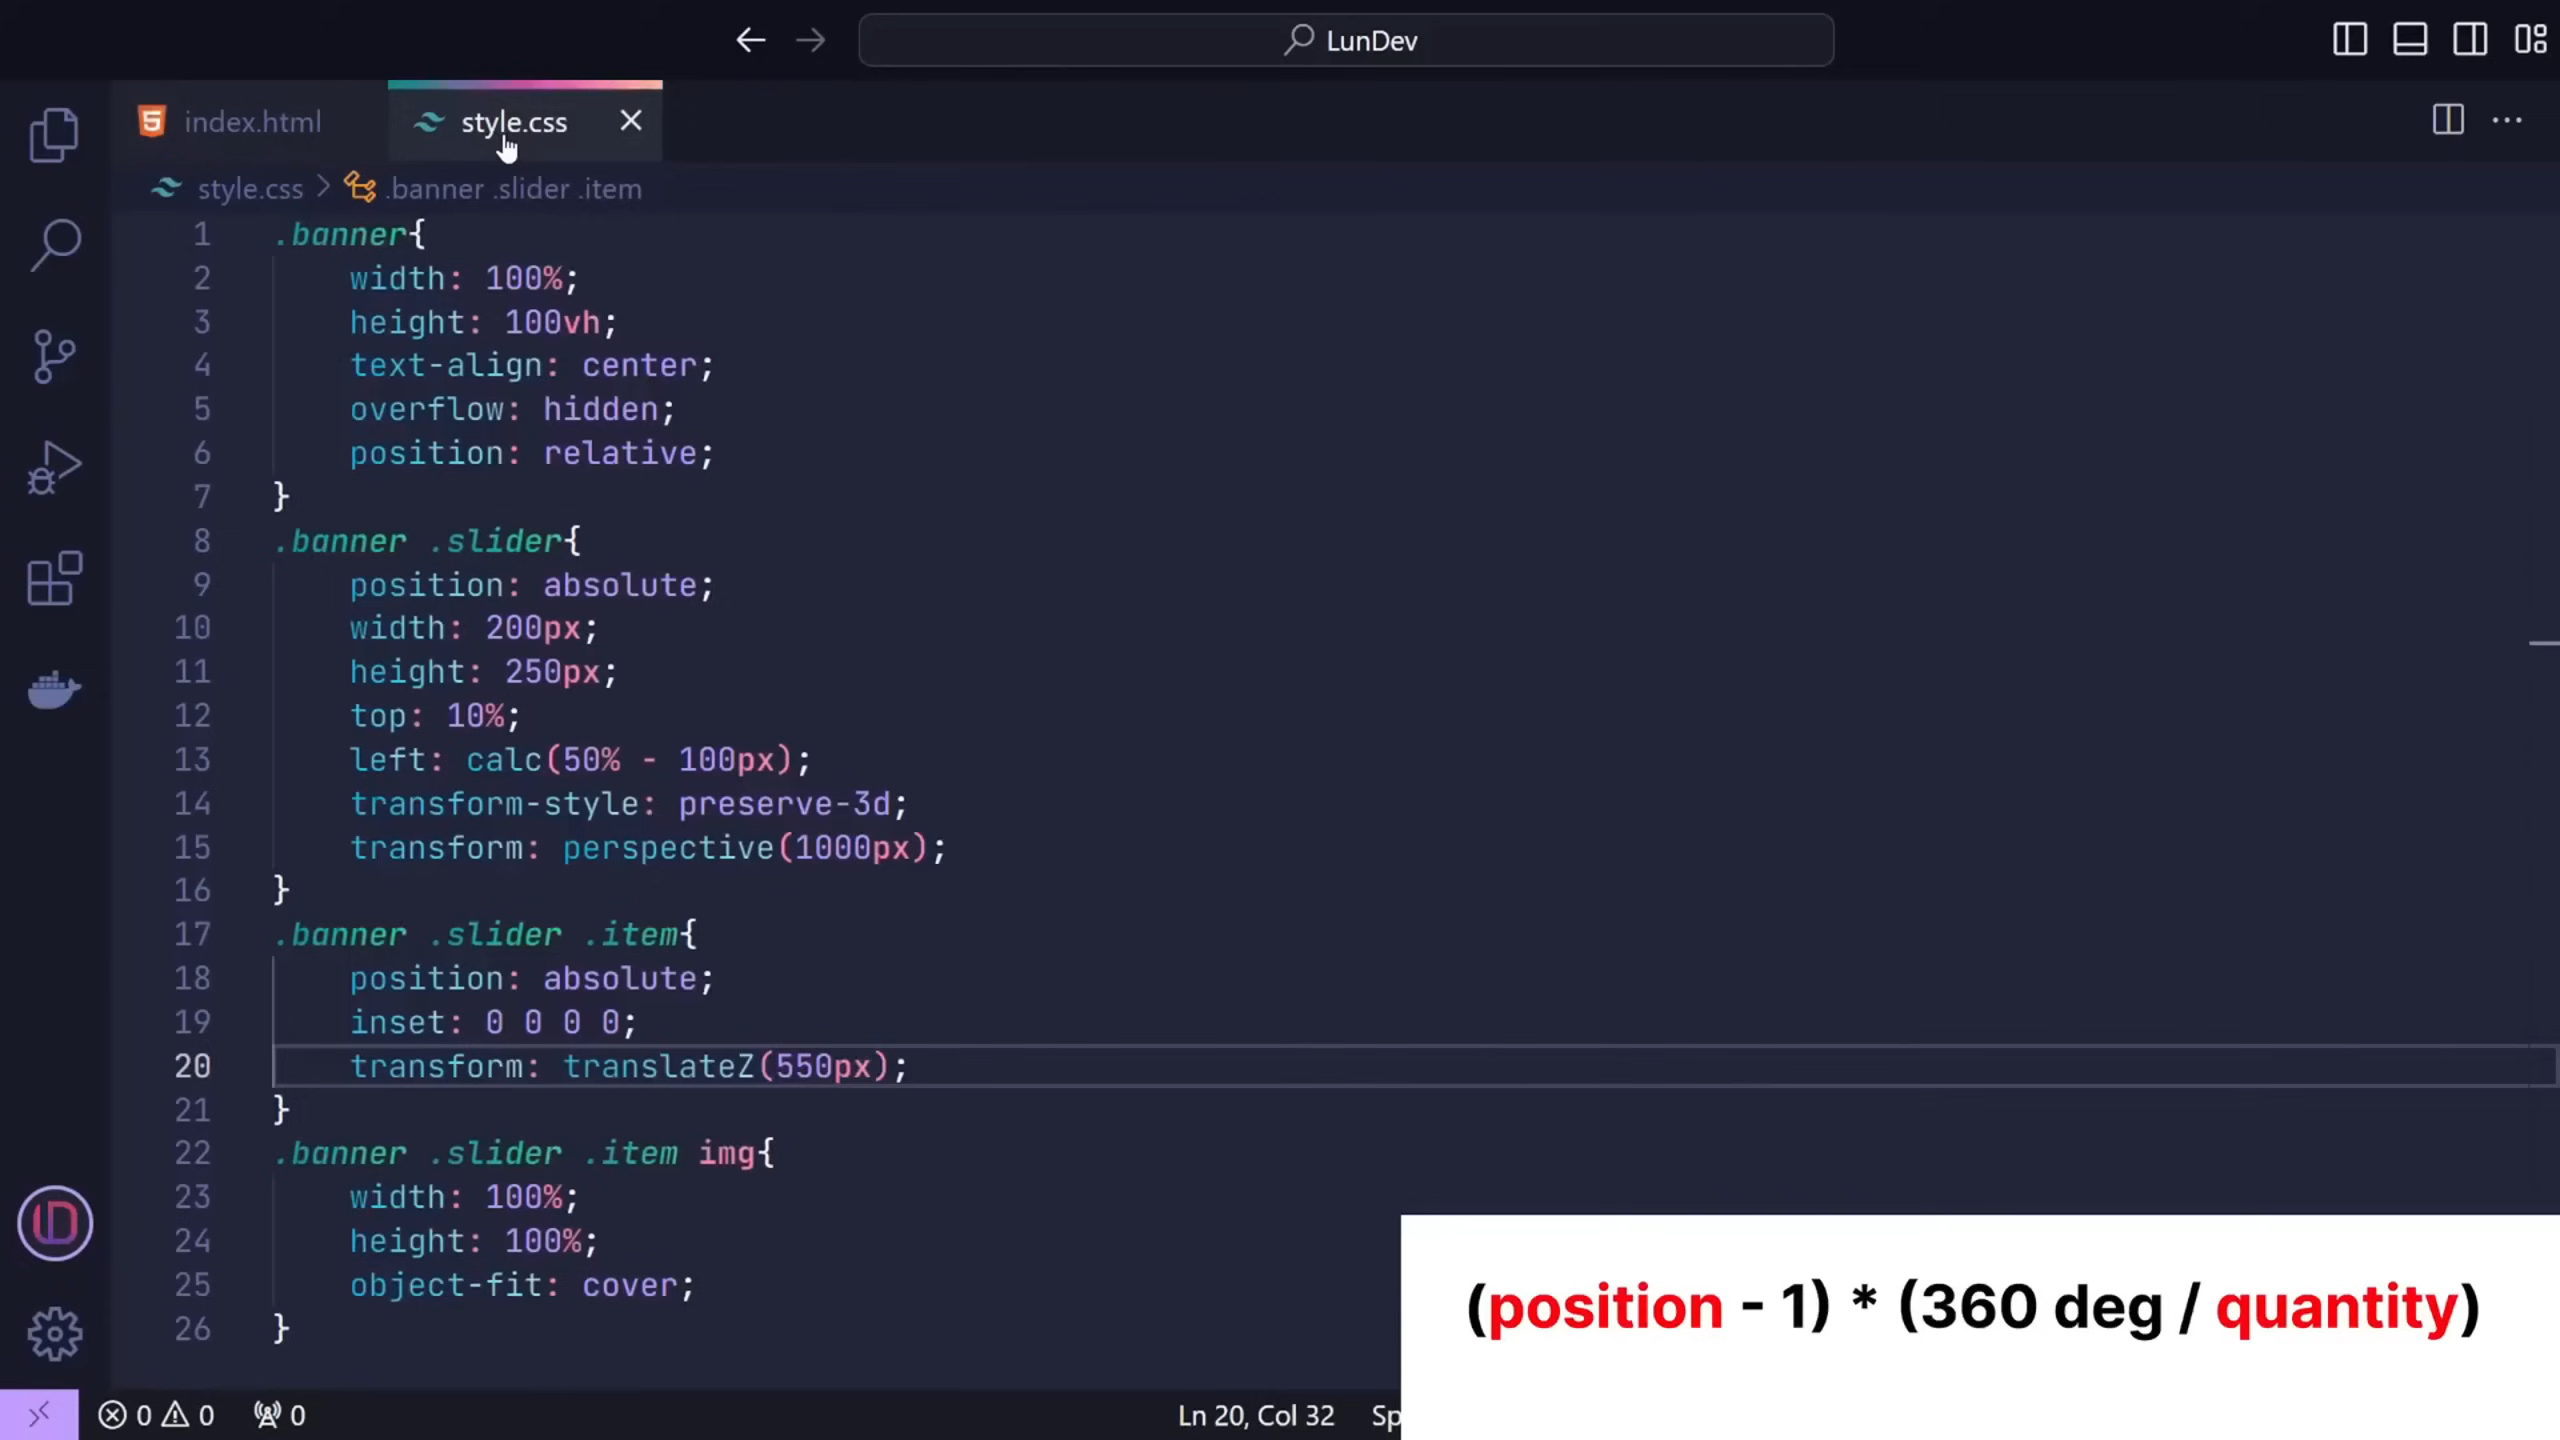 LunDev
index.html
style.css
style.css > .banner .slider .item
1 .banner{
2 width: 100%;
3 height: 100vh;
4 text-align: center;
5 overflow: hidden;
6 position: relative;
7 }
8 .banner .slider{
9 position: absolute;
10 width: 200px;
11 height: 250px;
12 top: 10%;
13 left: calc(50% - 100px);
14 transform-style: preserve-3d;
15 transform: perspective(1000px);
16 }
17 .banner .slider .item{
18 position: absolute;
19 inset: 0 0 0 0;
20 transform: translateZ(550px);
21 }
22 .banner .slider .item img{
23 width: 100%;
24 height: 100%;
25 object-fit: cover;
26 }
(position - 1) * (360 deg / quantity)
0 0 0 Ln 20, Col 32 Sp